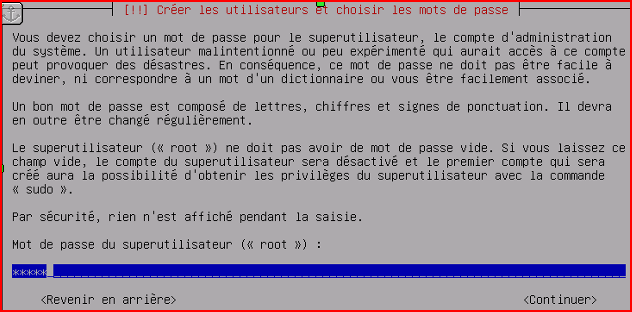 [!!] Créer les utilisateurs et choisir les mots de passe
Vous devez choisir un mot de passe pour le superutilisateur, le compte d'administration
du système. Un utilisateur malintentionné ou peu expérimenté qui aurait accès à ce compte
peut provoquer des désastres. En conséquence, ce mot de passe ne doit pas être facile à
deviner, ni correspondre à un mot d'un dictionnaire ou vous être facilement associé.
Un bon mot de passe est composé de lettres, chiffres et signes de ponctuation. Il devra
en outre être changé régulièrement.
Le superutilisateur (« root ») ne doit pas avoir de mot de passe vide. Si vous laissez ce
champ vide, le compte du superutilisateur sera désactivé et le premier compte qui sera
créé aura la possibilité d'obtenir les privilèges du superutilisateur avec la commande
« sudo ».
Par sécurité, rien n'est affiché pendant la saisie.
Mot de passe du superutilisateur (« root ») :
*****
<Revenir en arrière> <Continuer>